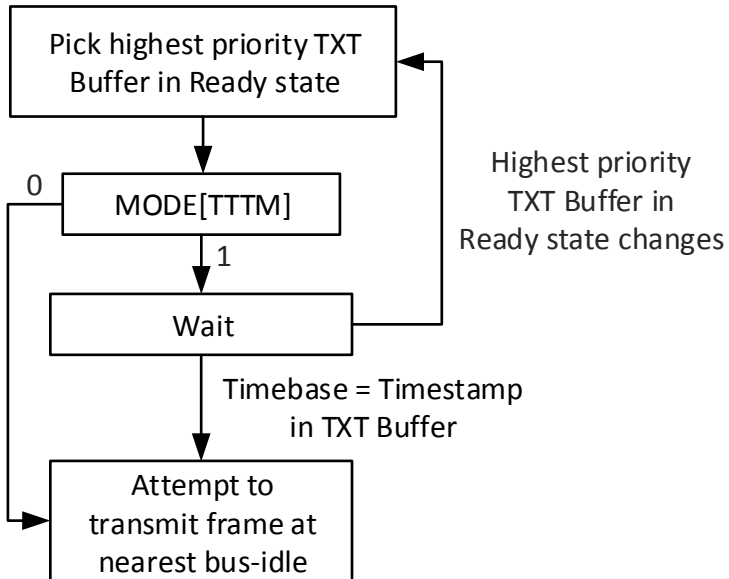 Pick highest priority TXT
Buffer in Ready state
0
MODE[TTTM]
1
Highest priority
TXT Buffer in
Ready state changes
Wait
Timebase = Timestamp
in TXT Buffer
Attempt to
transmit frame at
nearest bus-idle